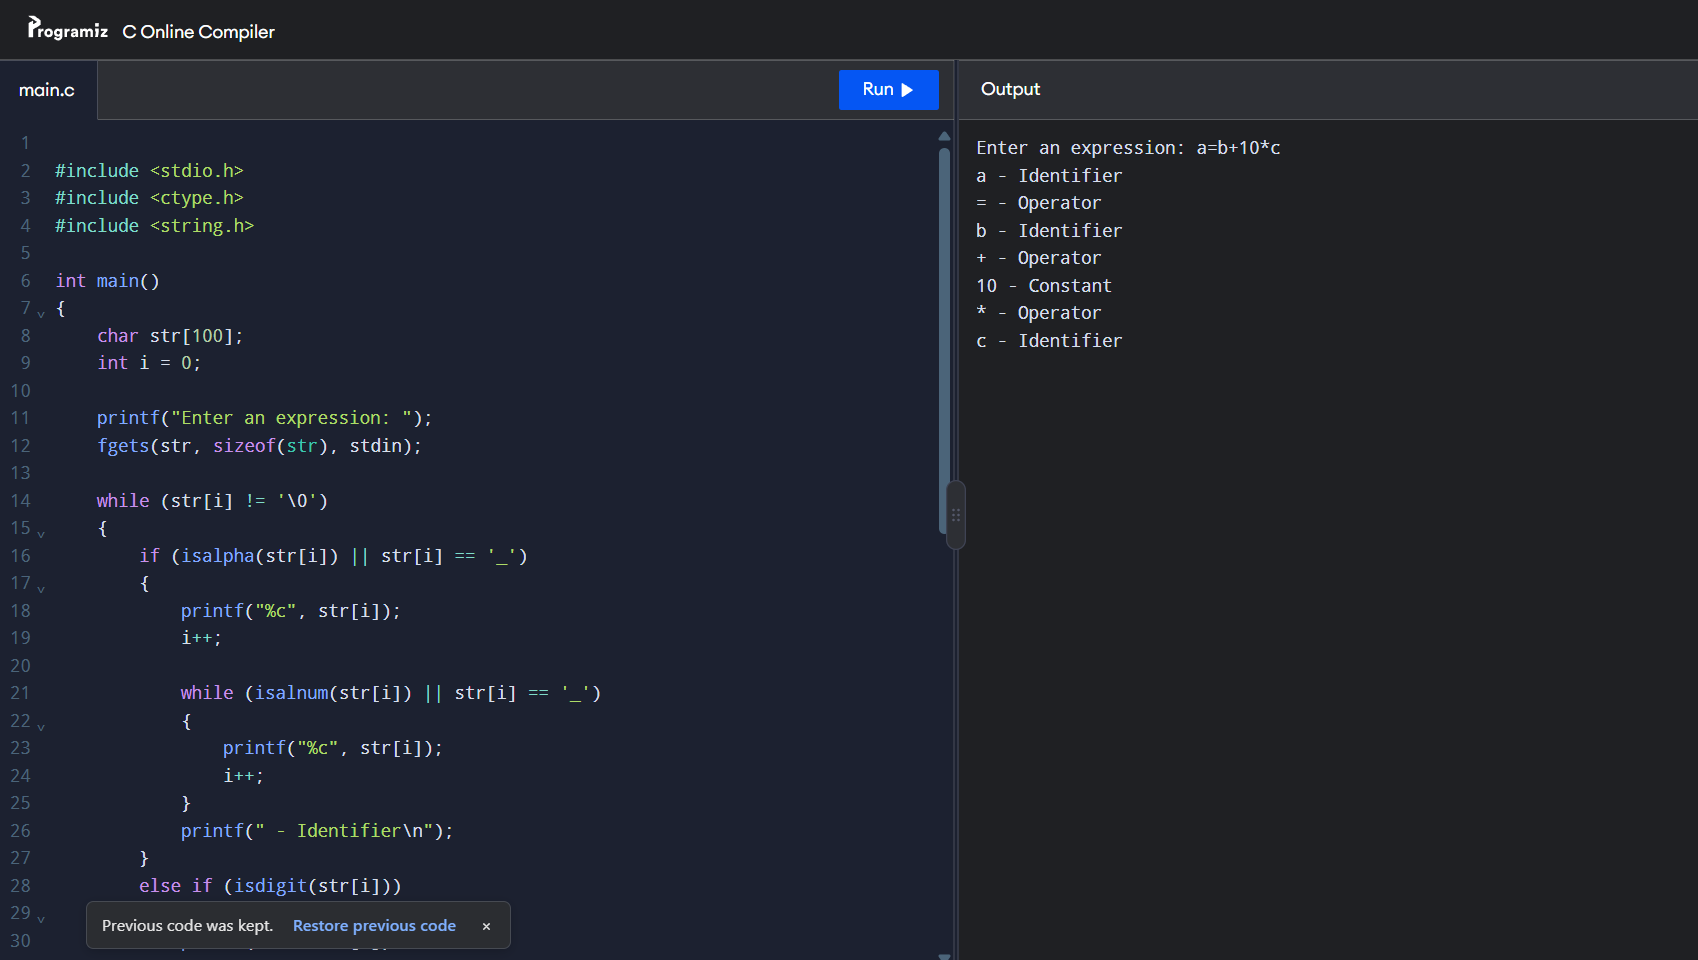 Programiz C Online Compiler
main.c
Run
Output
1
2 #include <stdio.h>
3 #include <ctype.h>
4 #include <string.h>
5
6 int main()
7 {
8     char str[100];
9     int i = 0;
10
11     printf("Enter an expression: ");
12     fgets(str, sizeof(str), stdin);
13
14     while (str[i] != '\0')
15     {
16         if (isalpha(str[i]) || str[i] == '_')
17         {
18             printf("%c", str[i]);
19             i++;
20
21             while (isalnum(str[i]) || str[i] == '_')
22             {
23                 printf("%c", str[i]);
24                 i++;
25             }
26             printf(" - Identifier\n");
27         }
28         else if (isdigit(str[i]))
29
30
Previous code was kept. Restore previous code ×
Enter an expression: a=b+10*c
a - Identifier
= - Operator
b - Identifier
+ - Operator
10 - Constant
* - Operator
c - Identifier